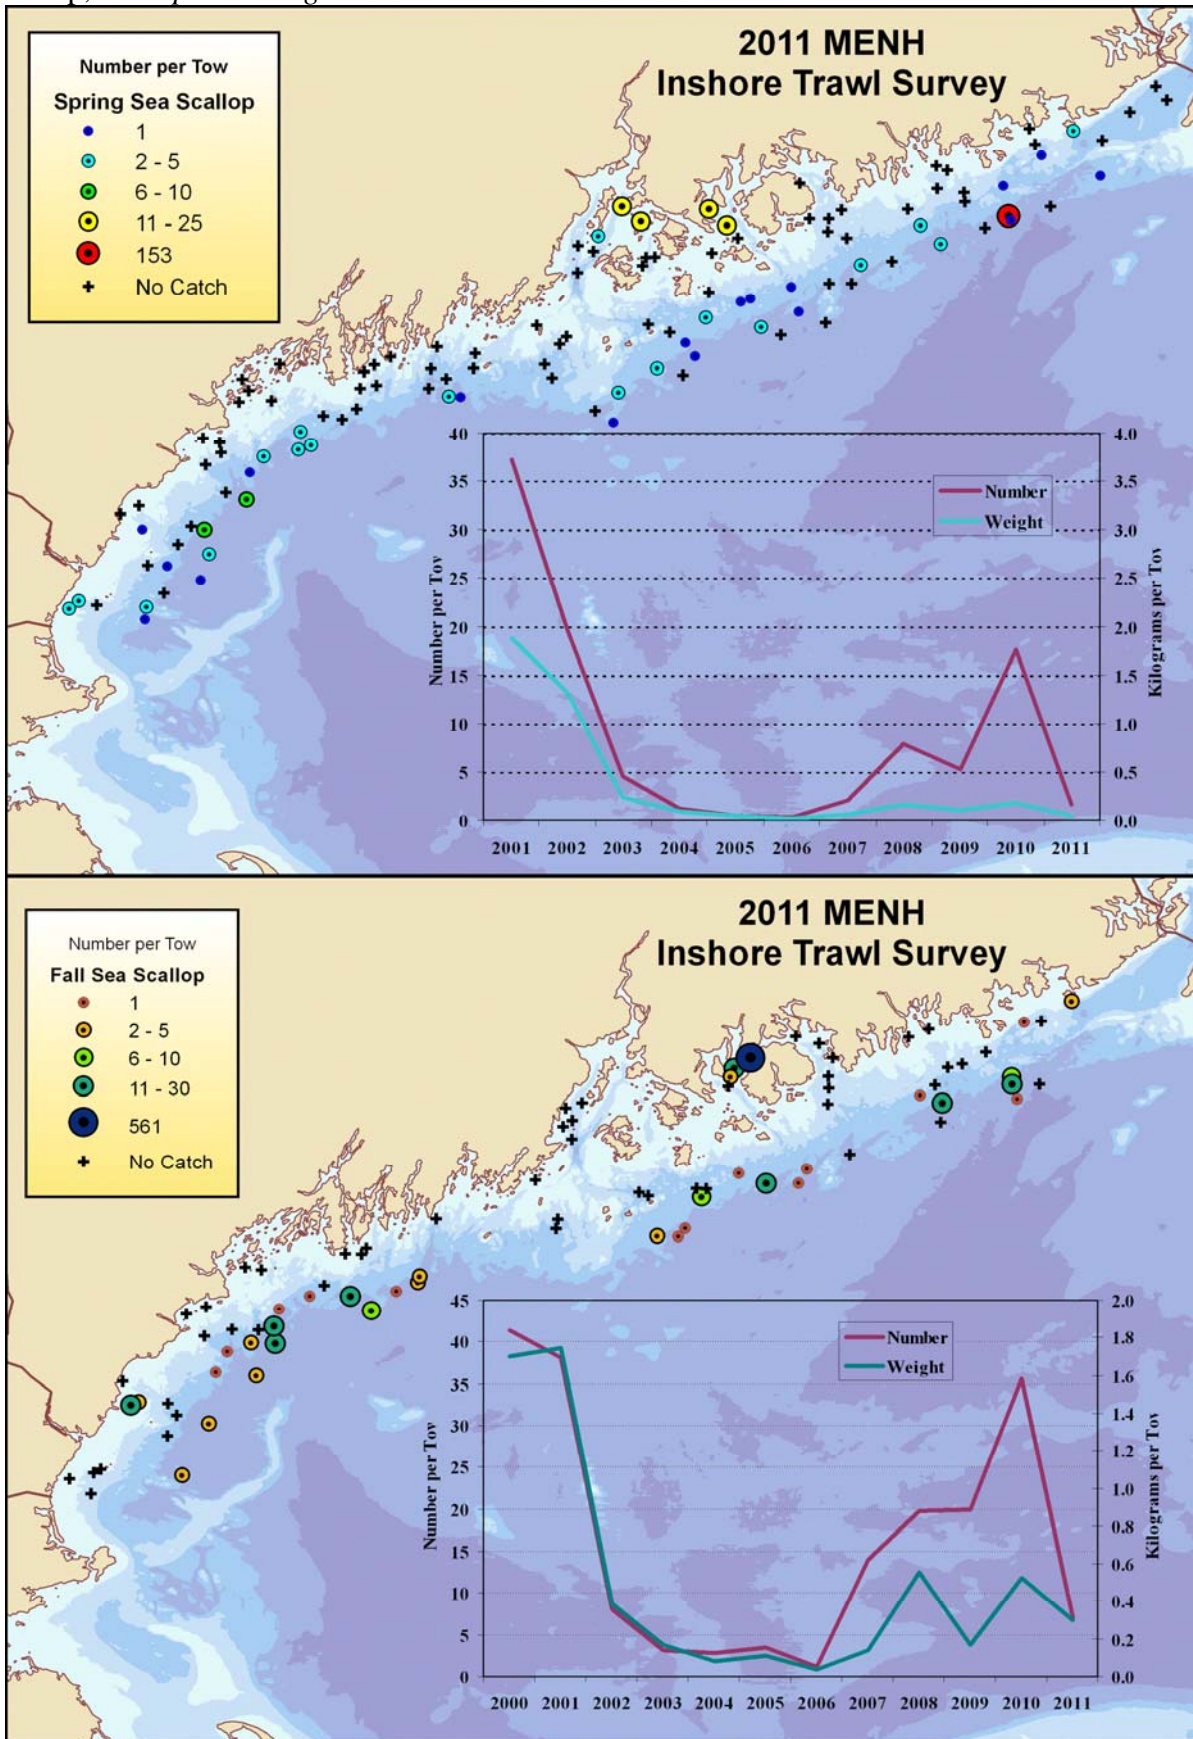 2011 MENH
Inshore Trawl Survey
Number per Tow
Spring Sea Scallop
1
2 - 5
6 - 10
11 - 25
153
No Catch
40
35
30
25
20
15
10
5
0
Number per Tow
4.0
3.5
3.0
2.5
2.0
1.5
1.0
0.5
0.0
Kilograms per Tow
Number
Weight
2001 2002 2003 2004 2005 2006 2007 2008 2009 2010 2011
2011 MENH
Inshore Trawl Survey
Number per Tow
Fall Sea Scallop
1
2 - 5
6 - 10
11 - 30
561
No Catch
45
40
35
30
25
20
15
10
5
0
Number per Tow
2.0
1.8
1.6
1.4
1.2
1.0
0.8
0.6
0.4
0.2
0.0
Kilograms per Tow
Number
Weight
2000 2001 2002 2003 2004 2005 2006 2007 2008 2009 2010 2011